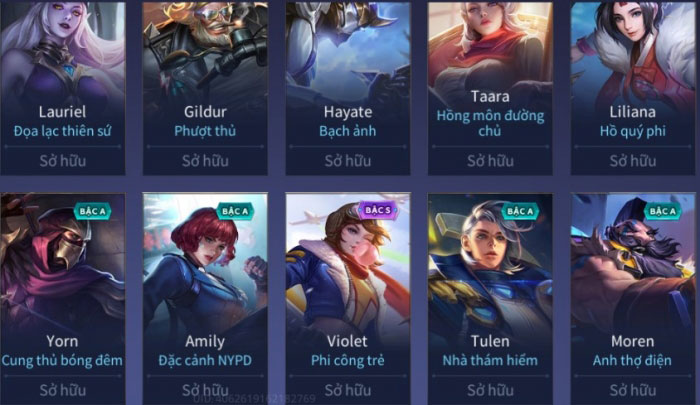 Lauriel
Đọa lạc thiên sứ
Sở hữu
Gildur
Phượt thủ
Sở hữu
Hayate
Bạch ảnh
Sở hữu
Taara
Hồng môn đường
chủ
Sở hữu
Liliana
Hồ quý phi
Sở hữu
BẬC A
Yorn
Cung thủ bóng đêm
Sở hữu
BẬC A
Amily
Đặc cảnh NYPD
Sở hữu
BẬC S
Violet
Phi công trẻ
Sở hữu
BẬC A
Tulen
Nhà thám hiểm
Sở hữu
BẬC A
Moren
Anh thợ điện
Sở hữu
UID: 4062619162182769